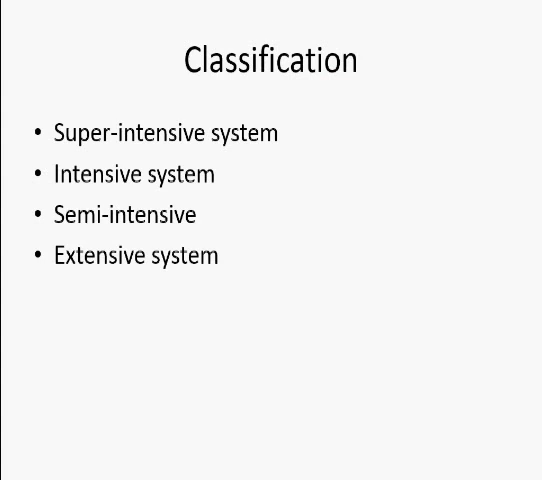 Classification
• Super-intensive system
• Intensive system
• Semi-intensive
• Extensive system